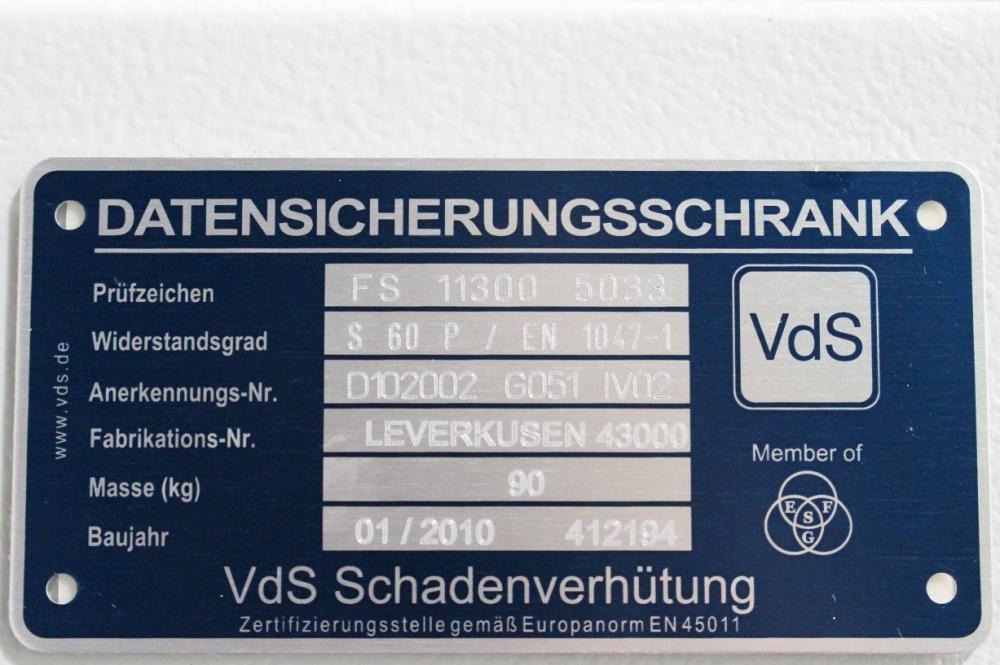 DATENSICHERUNGSSCHRANK
Prüfzeichen FS 11300 5033
Widerstandsgrad S 60 P / EN 1047-1
Anerkennungs-Nr. D102002 G051 IV02
Fabrikations-Nr. LEVERKUSEN 43000
Masse (kg) 90
Baujahr 01/2010 412194
www.vds.de
VdS
Member of
E S F
G
VdS Schadenverhütung
Zertifizierungsstelle gemäß Europanorm EN 45011